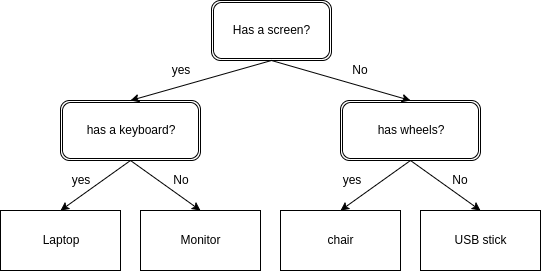 Has a screen?
yes
No
has a keyboard?
has wheels?
yes
No
yes
No
Laptop
Monitor
chair
USB stick